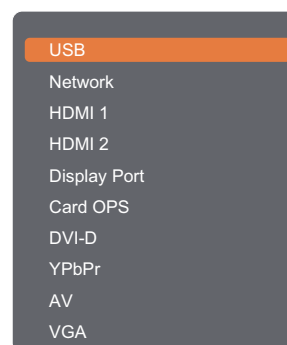 USB
Network
HDMI 1
HDMI 2
Display Port
Card OPS
DVI-D
YPbPr
AV
VGA